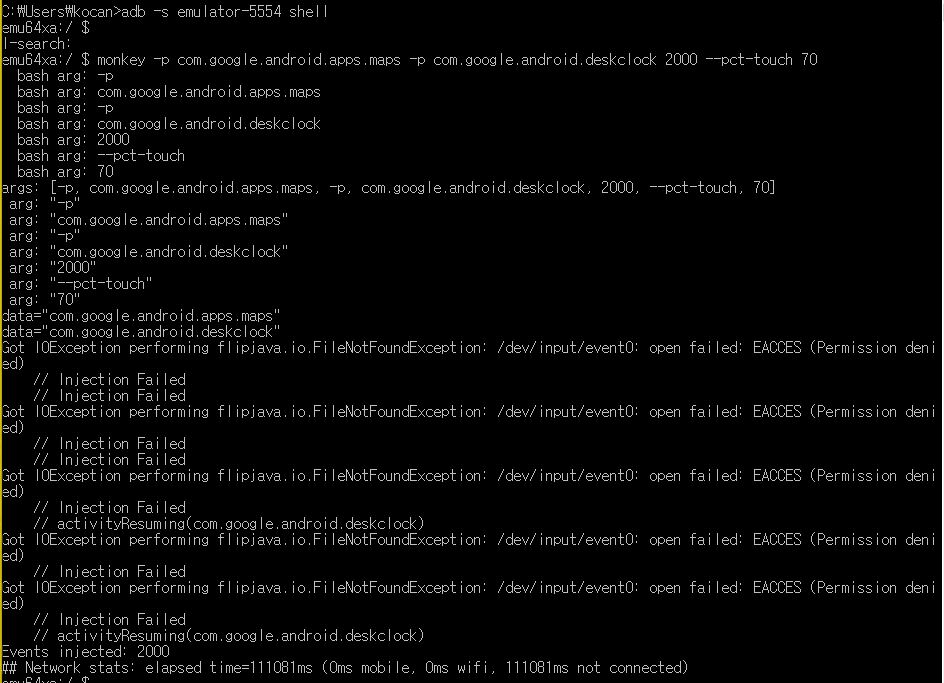 C:₩Users₩kocan>adb -s emulator-5554 shell
emu64xa:/ $
l-search:
emu64xa:/ $ monkey -p com.google.android.apps.maps -p com.google.android.deskclock 2000 --pct-touch 70
bash arg: -p
bash arg: com.google.android.apps.maps
bash arg: -p
bash arg: com.google.android.deskclock
bash arg: 2000
bash arg: --pct-touch
bash arg: 70
args: [-p, com.google.android.apps.maps, -p, com.google.android.deskclock, 2000, --pct-touch, 70]
arg: "-p"
arg: "com.google.android.apps.maps"
arg: "-p"
arg: "com.google.android.deskclock"
arg: "2000"
arg: "--pct-touch"
arg: "70"
data="com.google.android.apps.maps"
data="com.google.android.deskclock"
Got IOException performing flipjava.io.FileNotFoundException: /dev/input/event0: open failed: EACCES (Permission deni
ed)
// Injection Failed
// Injection Failed
Got IOException performing flipjava.io.FileNotFoundException: /dev/input/event0: open failed: EACCES (Permission deni
ed)
// Injection Failed
// Injection Failed
Got IOException performing flipjava.io.FileNotFoundException: /dev/input/event0: open failed: EACCES (Permission deni
ed)
// Injection Failed
// activityResuming(com.google.android.deskclock)
Got IOException performing flipjava.io.FileNotFoundException: /dev/input/event0: open failed: EACCES (Permission deni
ed)
// Injection Failed
Got IOException performing flipjava.io.FileNotFoundException: /dev/input/event0: open failed: EACCES (Permission deni
ed)
// Injection Failed
// activityResuming(com.google.android.deskclock)
Events injected: 2000
## Network stats: elapsed time=111081ms (0ms mobile, 0ms wifi, 111081ms not connected)
emu64xa:/ $